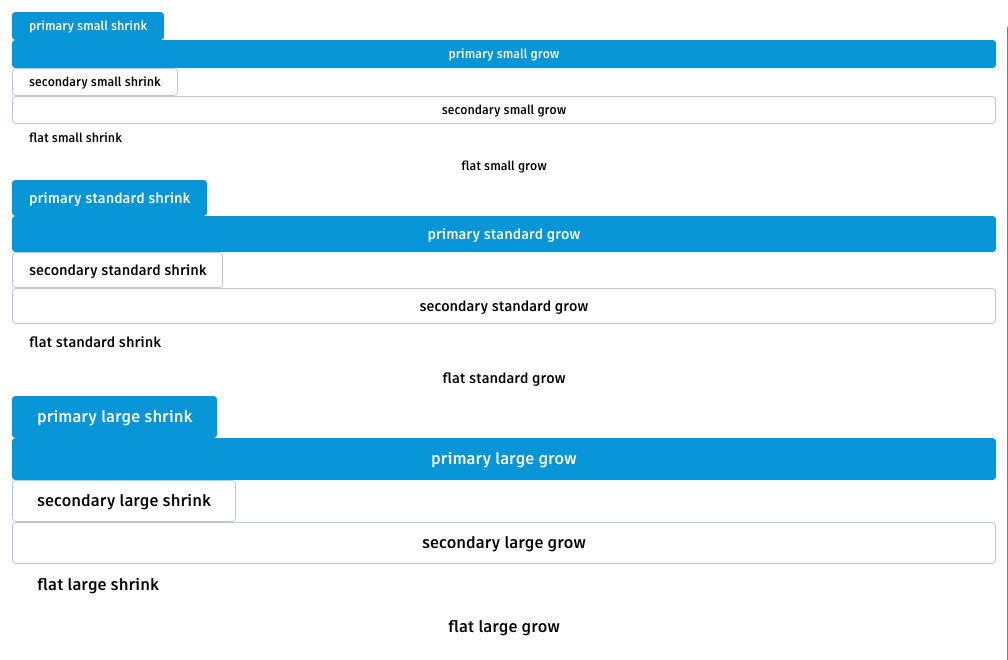 primary small shrink
primary small grow
secondary small shrink
secondary small grow
flat small shrink
flat small grow
primary standard shrink
primary standard grow
secondary standard shrink
secondary standard grow
flat standard shrink
flat standard grow
primary large shrink
primary large grow
secondary large shrink
secondary large grow
flat large shrink
flat large grow